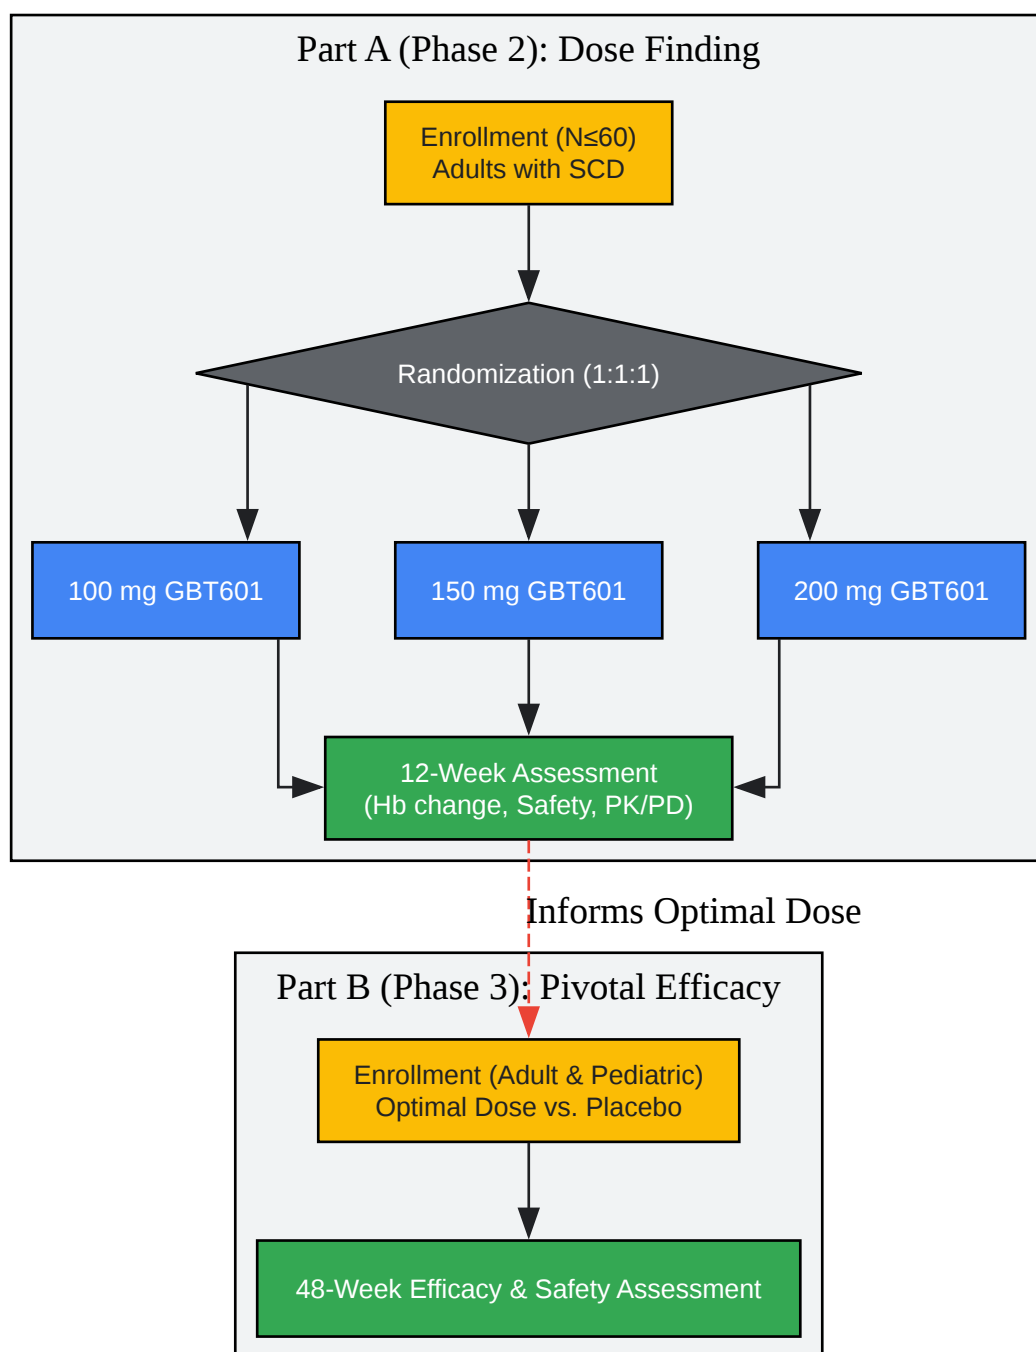 Part A (Phase 2): Dose Finding
Enrollment (N≤60)
Adults with SCD
Randomization (1:1:1)
100 mg GBT601
150 mg GBT601
200 mg GBT601
12-Week Assessment
(Hb change, Safety, PK/PD)
Informs Optimal Dose
Part B (Phase 3): Pivotal Efficacy
Enrollment (Adult & Pediatric)
Optimal Dose vs. Placebo
48-Week Efficacy & Safety Assessment